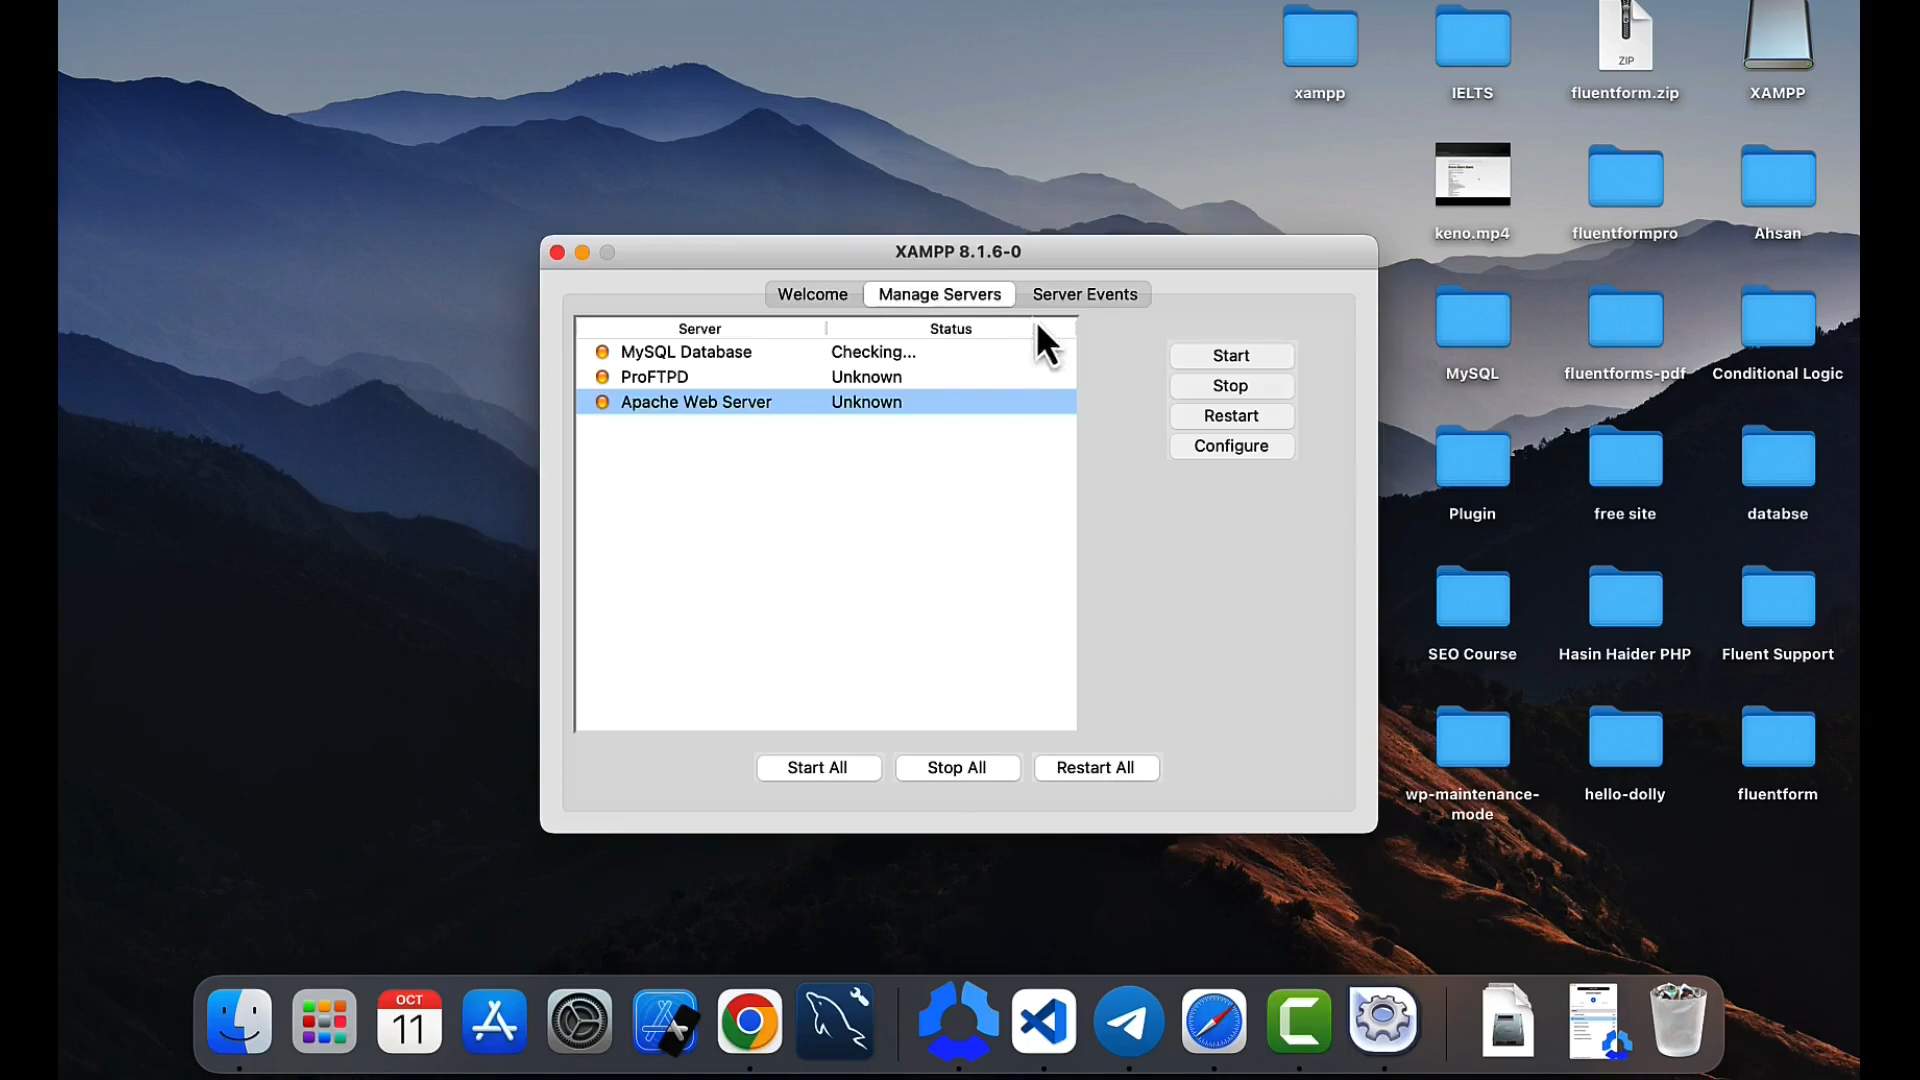 xampp
IELTS
ZIP
fluentform.zip
XAMPP
keno.mp4
fluentformpro
Ahsan
XAMPP 8.1.6-0
Welcome
Manage Servers
Server Events
Server
Status
MySQL Database
Checking...
ProFTPD
Unknown
Apache Web Server
Unknown
Start
Stop
Restart
Configure
Start All
Stop All
Restart All
MySQL
fluentforms-pdf
Conditional Logic
Plugin
free site
databse
SEO Course
Hasin Haider PHP
Fluent Support
wp-maintenance-
mode
hello-dolly
fluentform
OCT
11